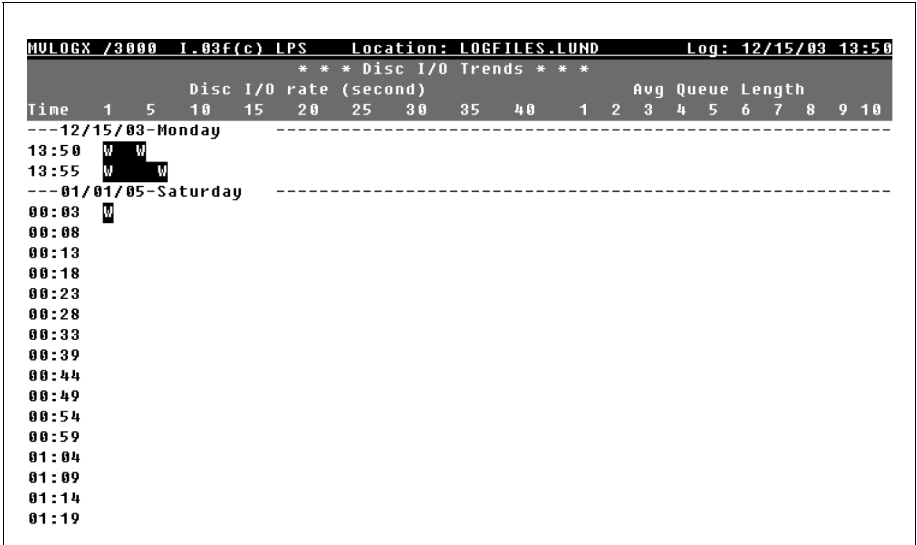 MVLOGX /3000 I.03f(c) LPS Location: LOGFILES.LUND Log: 12/15/03 13:50
* * * Disc I/O Trends * * *
Disc I/O rate (second) Avg Queue Length
Time 1 5 10 15 20 25 30 35 40 1 2 3 4 5 6 7 8 9 10
---12/15/03-Monday ---------------------------------------------------------
13:50 W W
13:55 W W
---01/01/05-Saturday ---------------------------------------------------------
00:03 W
00:08
00:13
00:18
00:23
00:28
00:33
00:39
00:44
00:49
00:54
00:59
01:04
01:09
01:14
01:19